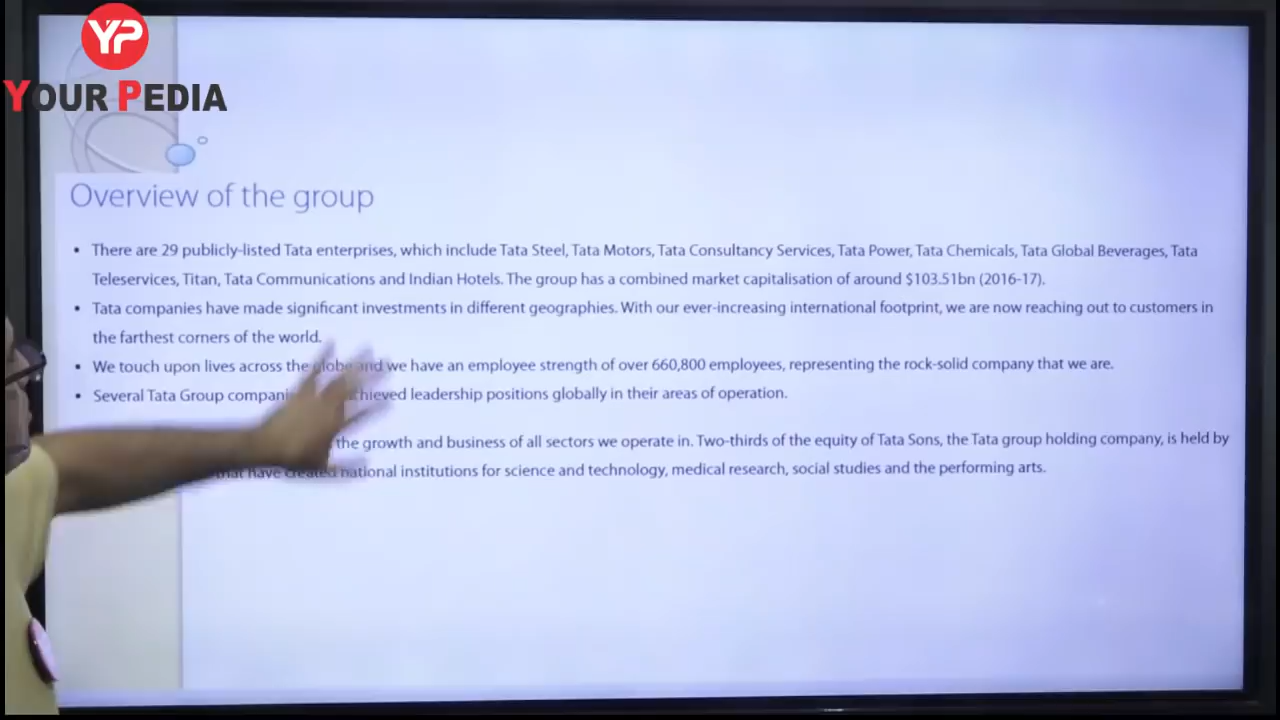 YP
YOUR PEDIA
Overview of the group
• There are 29 publicly-listed Tata enterprises, which include Tata Steel, Tata Motors, Tata Consultancy Services, Tata Power, Tata Chemicals, Tata Global Beverages, Tata
Teleservices, Titan, Tata Communications and Indian Hotels. The group has a combined market capitalisation of around $103.51bn (2016-17).
• Tata companies have made significant investments in different geographies. With our ever-increasing international footprint, we are now reaching out to customers in
the farthest corners of the world.
• We touch upon lives across the globe and we have an employee strength of over 660,800 employees, representing the rock-solid company that we are.
• Several Tata Group leadership positions globally in their areas of operation.
the growth and business of all sectors we operate in. Two-thirds of the equity of Tata Sons, the Tata group holding company, is held by
that have created national institutions for science and technology, medical research, social studies and the performing arts.